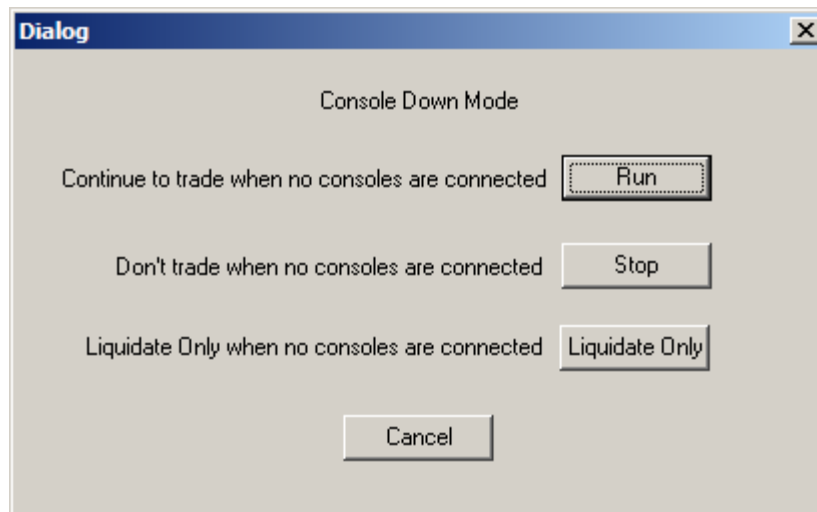 Dialog
Console Down Mode
Continue to trade when no consoles are connected Run
Don't trade when no consoles are connected Stop
Liquidate Only when no consoles are connected Liquidate Only
Cancel